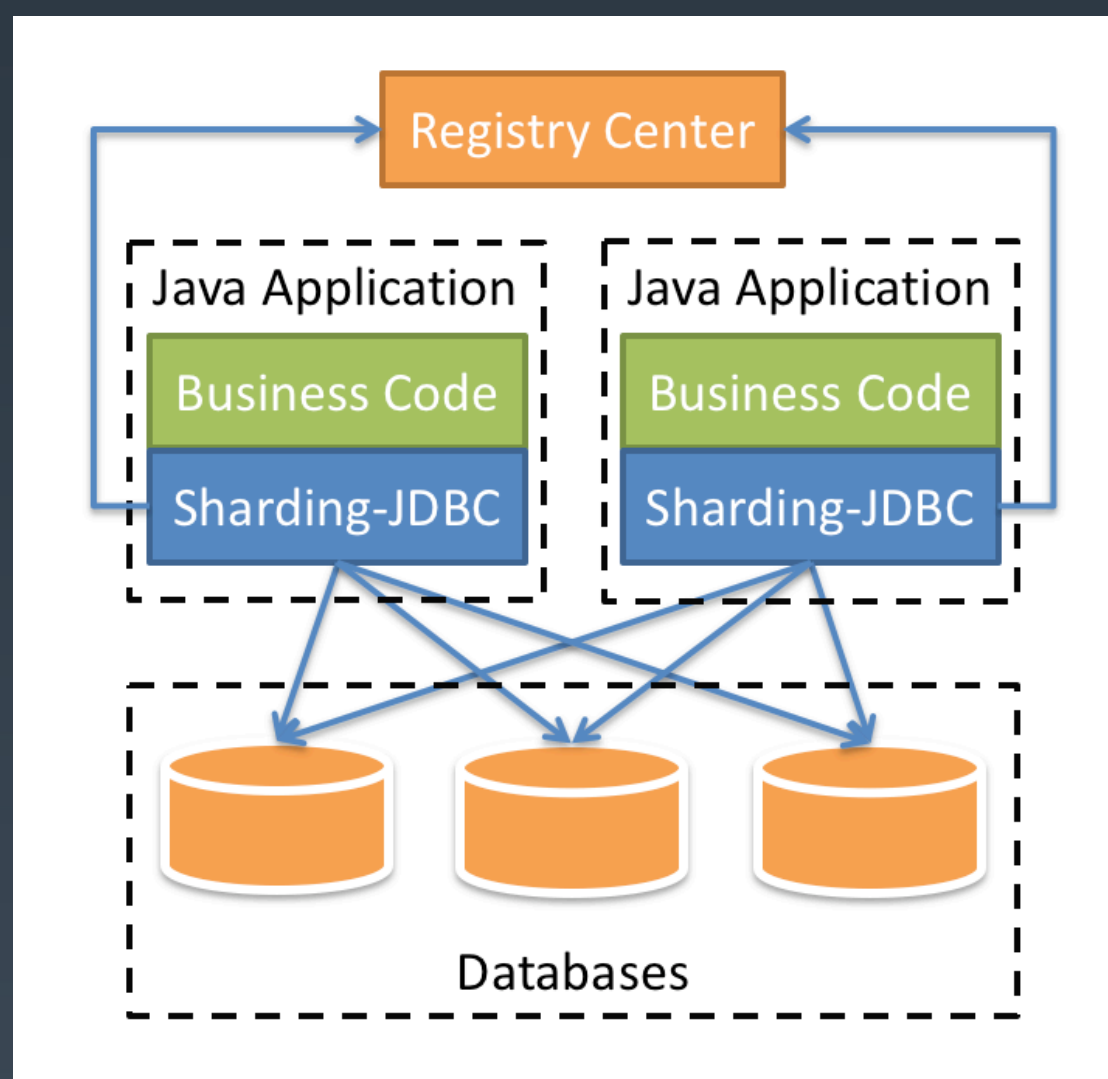 Registry Center
Java Application
Business Code
Sharding-JDBC
Java Application
Business Code
Sharding-JDBC
Databases